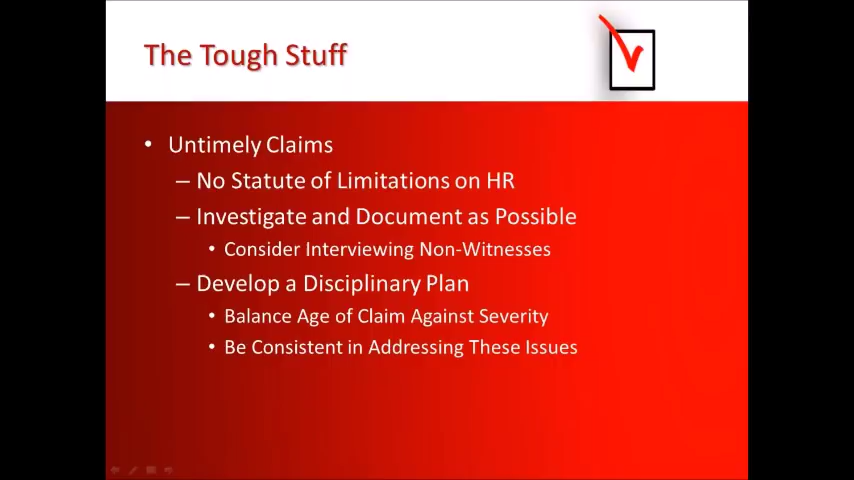 The Tough Stuff
• Untimely Claims
– No Statute of Limitations on HR
– Investigate and Document as Possible
• Consider Interviewing Non-Witnesses
– Develop a Disciplinary Plan
• Balance Age of Claim Against Severity
• Be Consistent in Addressing These Issues